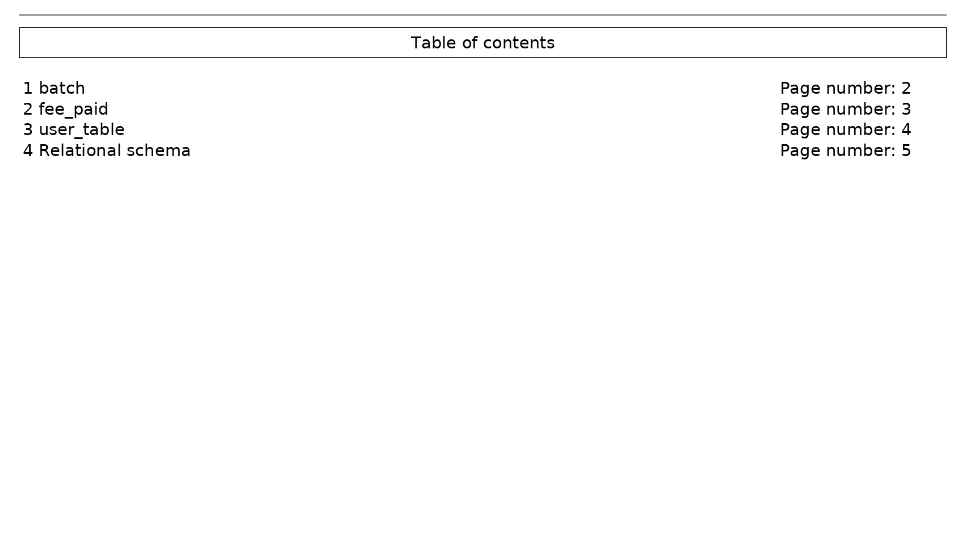 Table of contents
1 batch Page number: 2
2 fee_paid Page number: 3
3 user_table Page number: 4
4 Relational schema Page number: 5